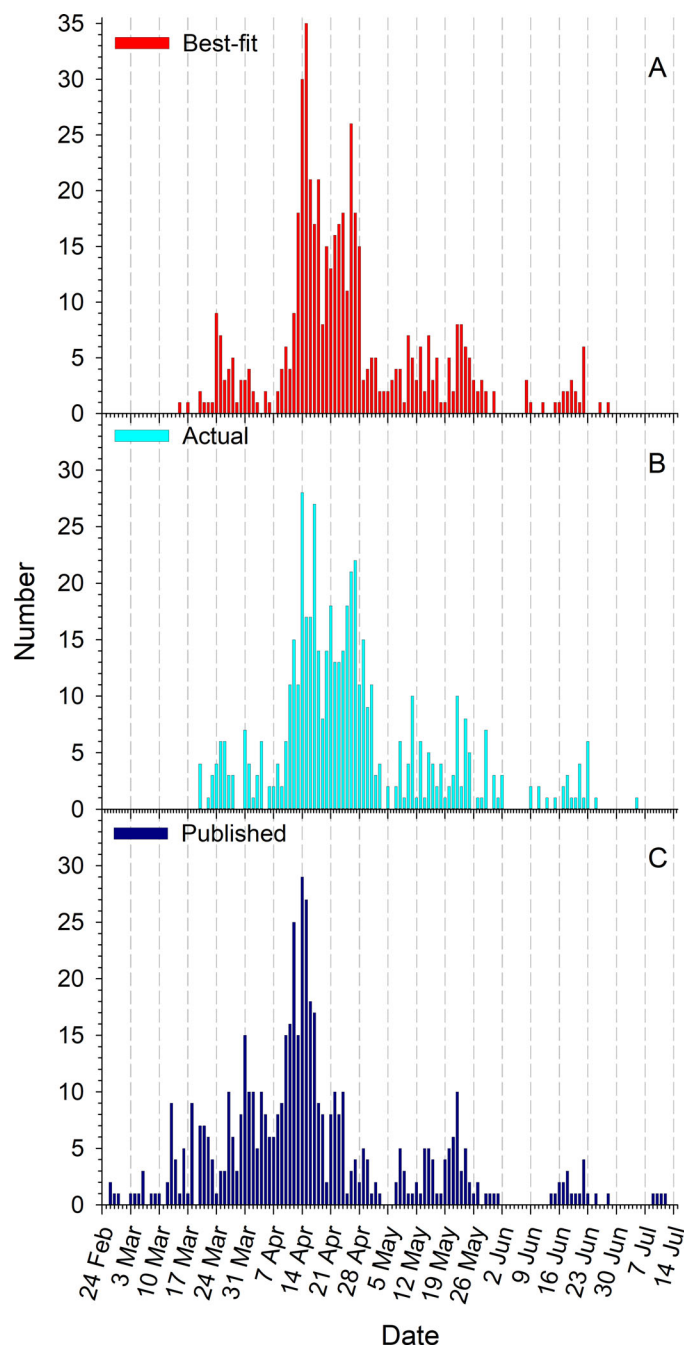 35
Best-fit
A
30
25
20
15
10
5
0
Actual
B
30
25
20
15
10
5
0
Number
Published
C
30
25
20
15
10
5
0
24 Feb
3 Mar
10 Mar
17 Mar
24 Mar
31 Mar
7 Apr
14 Apr
21 Apr
28 Apr
5 May
12 May
19 May
26 May
2 Jun
9 Jun
16 Jun
23 Jun
30 Jun
7 Jul
14 Jul
Date